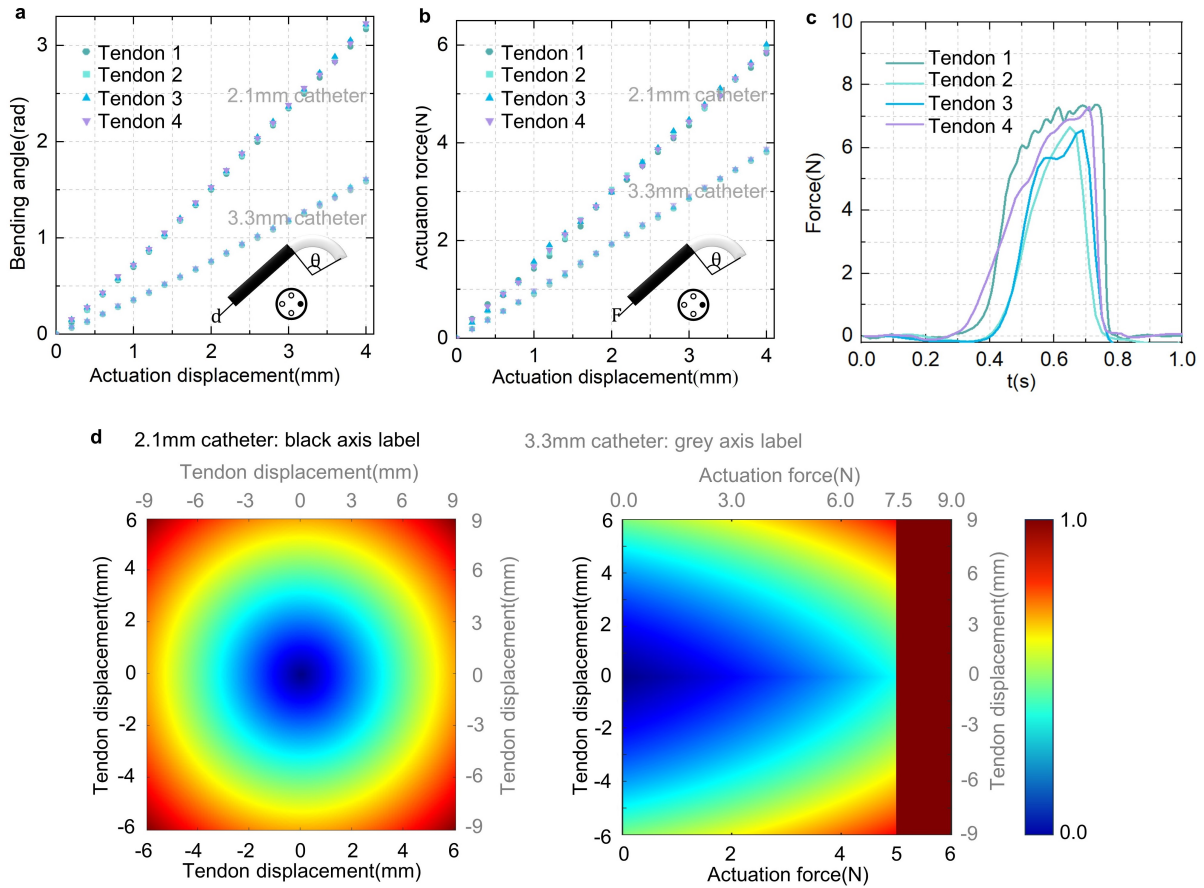 a
Bending angle(rad)
3
2
1
0
Tendon 1
Tendon 2
Tendon 3
Tendon 4
2.1mm catheter
3.3mm catheter
θ
d
0 1 2 3 4
Actuation displacement(mm)
b
Actuation force(N)
6
4
2
0
Tendon 1
Tendon 2
Tendon 3
Tendon 4
2.1mm catheter
3.3mm catheter
θ
F
0 1 2 3 4
Actuation displacement(mm)
c
Force(N)
10
8
6
4
2
0
Tendon 1
Tendon 2
Tendon 3
Tendon 4
0.0 0.2 0.4 0.6 0.8 1.0
t(s)
d 2.1mm catheter: black axis label 3.3mm catheter: grey axis label
Tendon displacement(mm)
-9 -6 -3 0 3 6 9
Tendon displacement(mm)
6
4
2
0
-2
-4
-6
9
6
3
0
-3
-6
-9
Tendon displacement(mm)
-6 -4 -2 0 2 4 6
Tendon displacement(mm)
Actuation force(N)
0.0 3.0 6.0 7.5 9.0
Tendon displacement(mm)
6
4
2
0
-2
-4
-6
9
6
3
0
-3
-6
-9
Tendon displacement(mm)
0 2 4 5 6
Actuation force(N)
1.0
0.0